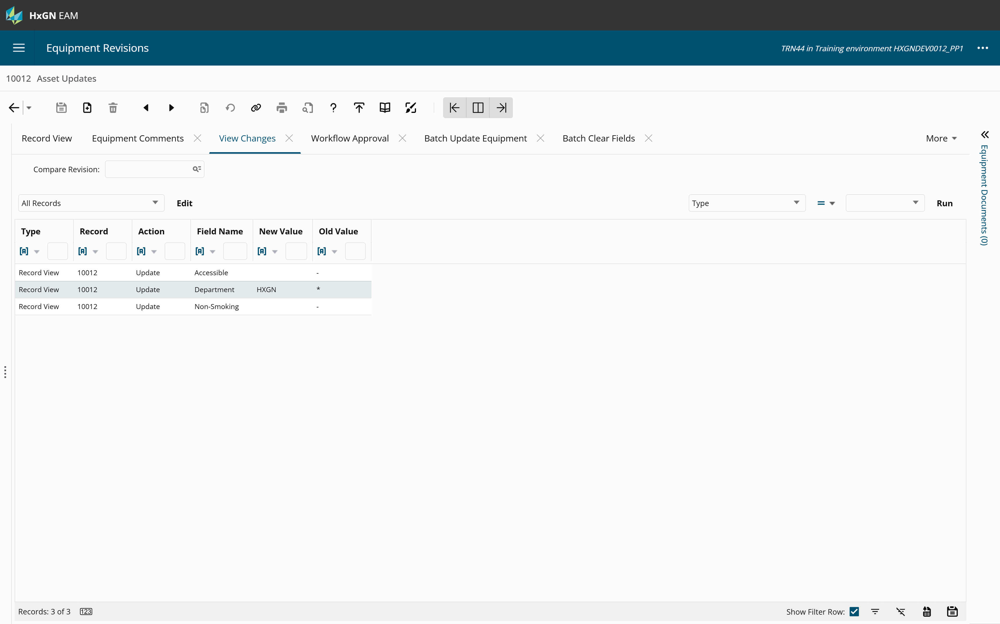 HxGN EAM
Equipment Revisions
TRN44 in Training environment HXGNDEV0012_PP1
10012 Asset Updates
Record View
Equipment Comments
View Changes
Workflow Approval
Batch Update Equipment
Batch Clear Fields
More
Equipment Documents (0)
Compare Revision:
All Records
Edit
Type
=
Run
Type Record Action Field Name New Value Old Value
[A] [A] [A] [A] [A] [A]
Record View 10012 Update Accessible -
Record View 10012 Update Department HXGN *
Record View 10012 Update Non-Smoking -
Records: 3 of 3
123
Show Filter Row: